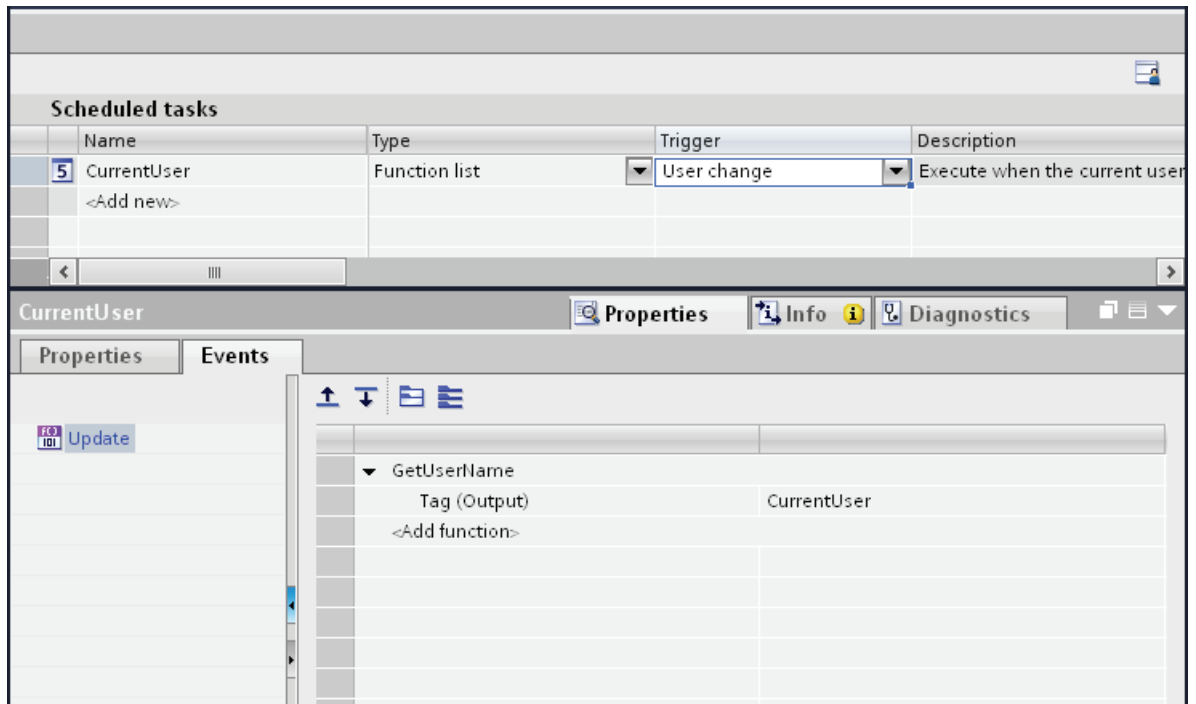 Scheduled tasks
Name Type Trigger Description
5 CurrentUser Function list User change Execute when the current user
<Add new>
CurrentUser Properties Info Diagnostics
Properties Events
Update
GetUserName
Tag (Output) CurrentUser
<Add function>